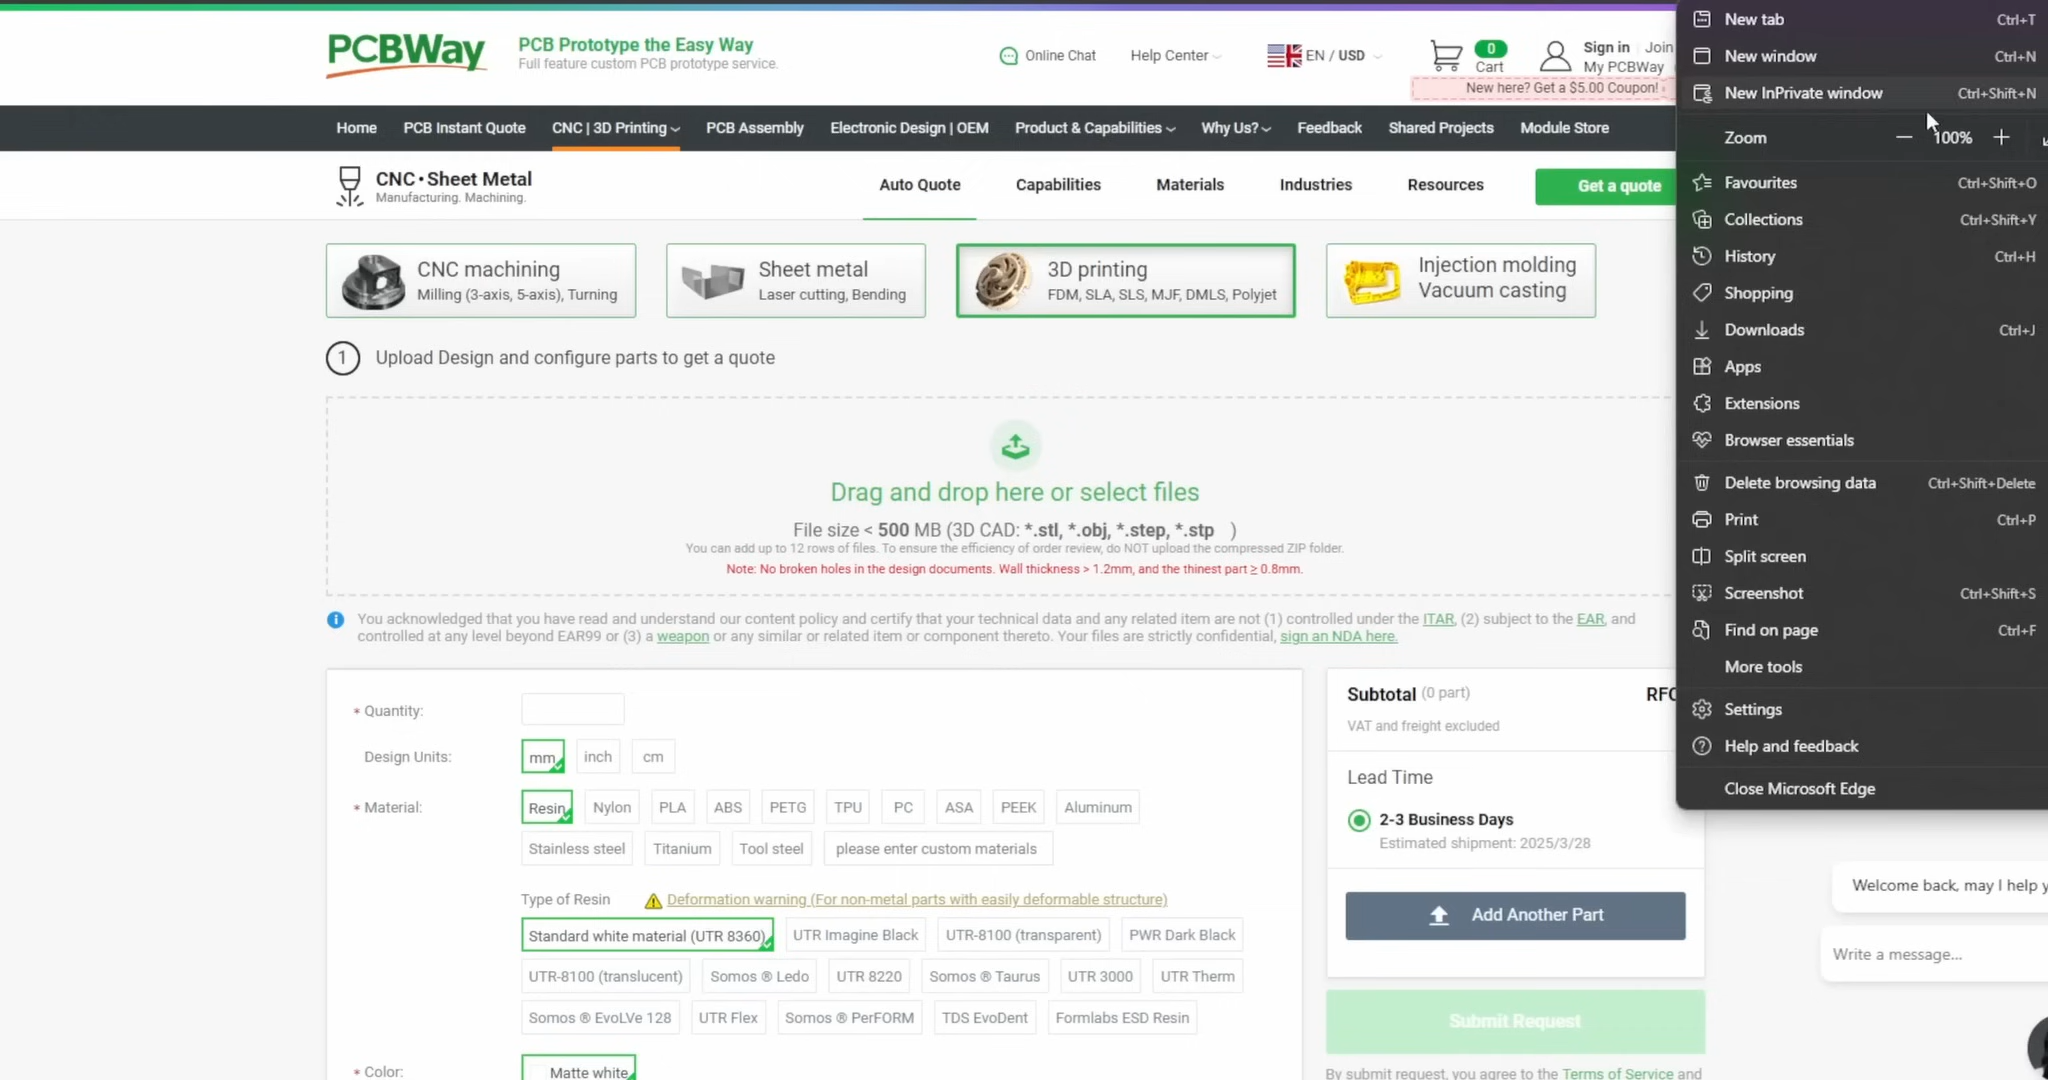 PCBWay
PCB Prototype the Easy Way
Full feature custom PCB prototype service.
Online Chat
Help Center
EN / USD
0
Cart
Sign in | Join
My PCBWay
New here? Get a $5.00 Coupon!
Home
PCB Instant Quote
CNC | 3D Printing
PCB Assembly
Electronic Design | OEM
Product & Capabilities
Why Us?
Feedback
Shared Projects
Module Store
CNC • Sheet Metal
Manufacturing. Machining.
Auto Quote
Capabilities
Materials
Industries
Resources
Get a quote
CNC machining
Milling (3-axis, 5-axis), Turning
Sheet metal
Laser cutting, Bending
3D printing
FDM, SLA, SLS, MJF, DMLS, Polyjet
Injection molding
Vacuum casting
1 Upload Design and configure parts to get a quote
Drag and drop here or select files
File size < 500 MB (3D CAD: *.stl, *.obj, *.step, *.stp )
You can add up to 12 rows of files. To ensure the efficiency of order review, do NOT upload the compressed ZIP folder.
Note: No broken holes in the design documents. Wall thickness > 1.2mm, and the thinest part ≥ 0.8mm.
You acknowledged that you have read and understand our content policy and certify that your technical data and any related item are not (1) controlled under the ITAR, (2) subject to the EAR, and
controlled at any level beyond EAR99 or (3) a weapon or any similar or related item or component thereto. Your files are strictly confidential, sign an NDA here.
* Quantity:
Design Units:
mm
inch
cm
* Material:
Resin
Nylon
PLA
ABS
PETG
TPU
PC
ASA
PEEK
Aluminum
Stainless steel
Titanium
Tool steel
please enter custom materials
Type of Resin
Deformation warning (For non-metal parts with easily deformable structure)
Standard white material (UTR 8360)
UTR Imagine Black
UTR-8100 (transparent)
PWR Dark Black
UTR-8100 (translucent)
Somos ® Ledo
UTR 8220
Somos ® Taurus
UTR 3000
UTR Therm
Somos ® EvoLVe 128
UTR Flex
Somos ® PerFORM
TDS EvoDent
Formlabs ESD Resin
* Color:
Matte white
Subtotal (0 part)
RFQ
VAT and freight excluded
Lead Time
2-3 Business Days
Estimated shipment: 2025/3/28
Add Another Part
Submit Request
By submit request, you agree to the Terms of Service and
New tab Ctrl+T
New window Ctrl+N
New InPrivate window Ctrl+Shift+N
Zoom 100%
Favourites Ctrl+Shift+O
Collections Ctrl+Shift+Y
History Ctrl+H
Shopping
Downloads Ctrl+J
Apps
Extensions
Browser essentials
Delete browsing data Ctrl+Shift+Delete
Print Ctrl+P
Split screen
Screenshot Ctrl+Shift+S
Find on page Ctrl+F
More tools
Settings
Help and feedback
Close Microsoft Edge
Welcome back, may I help
Write a message...